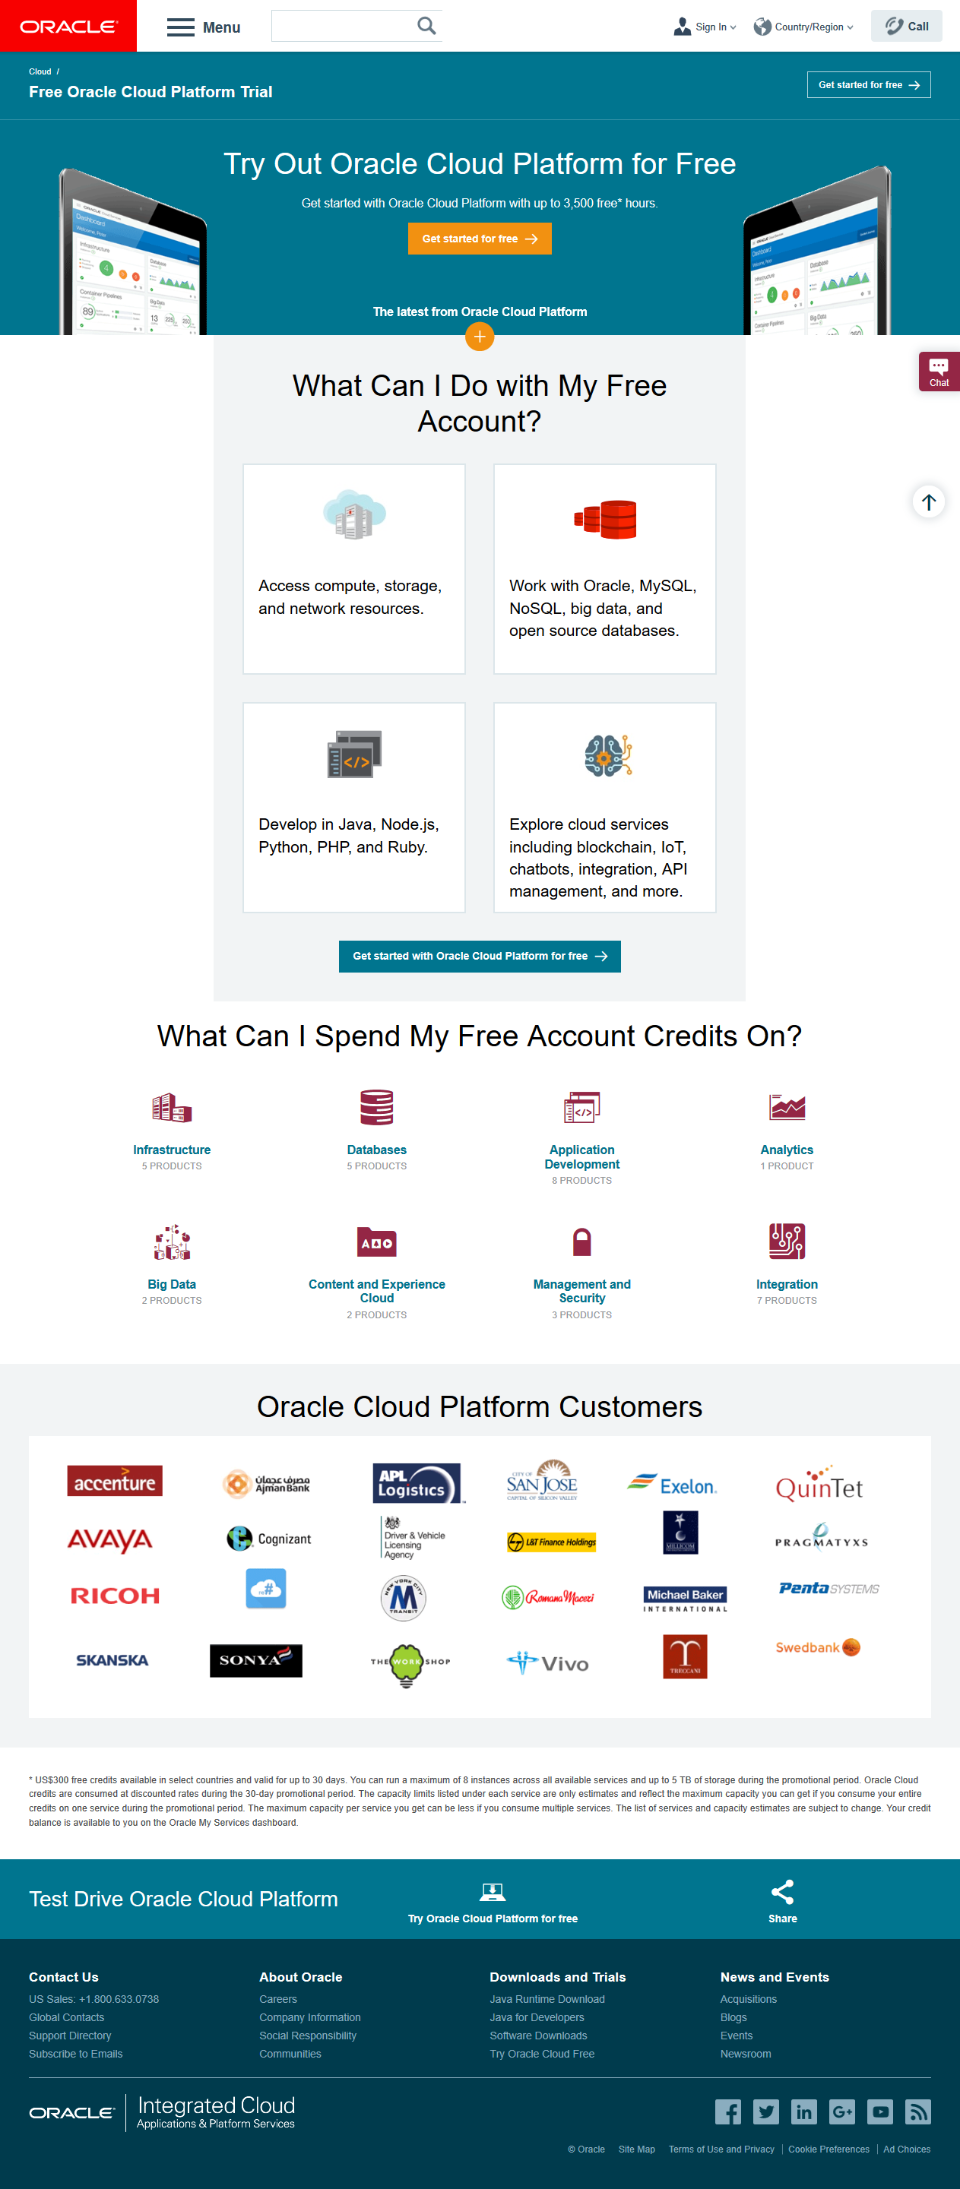 ORACLE
Menu
Sign In
Country/Region
Call
Cloud /
Free Oracle Cloud Platform Trial
Get started for free
Try Out Oracle Cloud Platform for Free
Get started with Oracle Cloud Platform with up to 3,500 free* hours.
Get started for free
The latest from Oracle Cloud Platform
Chat
What Can I Do with My Free
Account?
Access compute, storage,
and network resources.
Work with Oracle, MySQL,
NoSQL, big data, and
open source databases.
Develop in Java, Node.js,
Python, PHP, and Ruby.
Explore cloud services
including blockchain, IoT,
chatbots, integration, API
management, and more.
Get started with Oracle Cloud Platform for free
What Can I Spend My Free Account Credits On?
Infrastructure
5 PRODUCTS
Databases
5 PRODUCTS
Application
Development
8 PRODUCTS
Analytics
1 PRODUCT
Big Data
2 PRODUCTS
Content and Experience
Cloud
2 PRODUCTS
Management and
Security
3 PRODUCTS
Integration
7 PRODUCTS
Oracle Cloud Platform Customers
accenture
مصرف عجمان
Ajman Bank
APL
Logistics
CITY OF
SAN JOSE
CAPITAL OF SILICON VALLEY
Exelon.
QuinTet
AVAYA
Cognizant
Driver & Vehicle
Licensing
Agency
L&T Finance Holdings
MILLICOM
PRAGMATYXS
RICOH
NEW YORK CITY
M
TRANSIT
Romana Maceri
Michael Baker
INTERNATIONAL
Penta SYSTEMS
SKANSKA
SONYA
THE WORK SHOP
Vivo
TRECCANI
Swedbank
* US$300 free credits available in select countries and valid for up to 30 days. You can run a maximum of 8 instances across all available services and up to 5 TB of storage during the promotional period. Oracle Cloud
credits are consumed at discounted rates during the 30-day promotional period. The capacity limits listed under each service are only estimates and reflect the maximum capacity you can get if you consume your entire
credits on one service during the promotional period. The maximum capacity per service you get can be less if you consume multiple services. The list of services and capacity estimates are subject to change. Your credit
balance is available to you on the Oracle My Services dashboard.
Test Drive Oracle Cloud Platform
Try Oracle Cloud Platform for free
Share
Contact Us
US Sales: +1.800.633.0738
Global Contacts
Support Directory
Subscribe to Emails
About Oracle
Careers
Company Information
Social Responsibility
Communities
Downloads and Trials
Java Runtime Download
Java for Developers
Software Downloads
Try Oracle Cloud Free
News and Events
Acquisitions
Blogs
Events
Newsroom
ORACLE
Integrated Cloud
Applications & Platform Services
© Oracle
Site Map
Terms of Use and Privacy
Cookie Preferences
Ad Choices